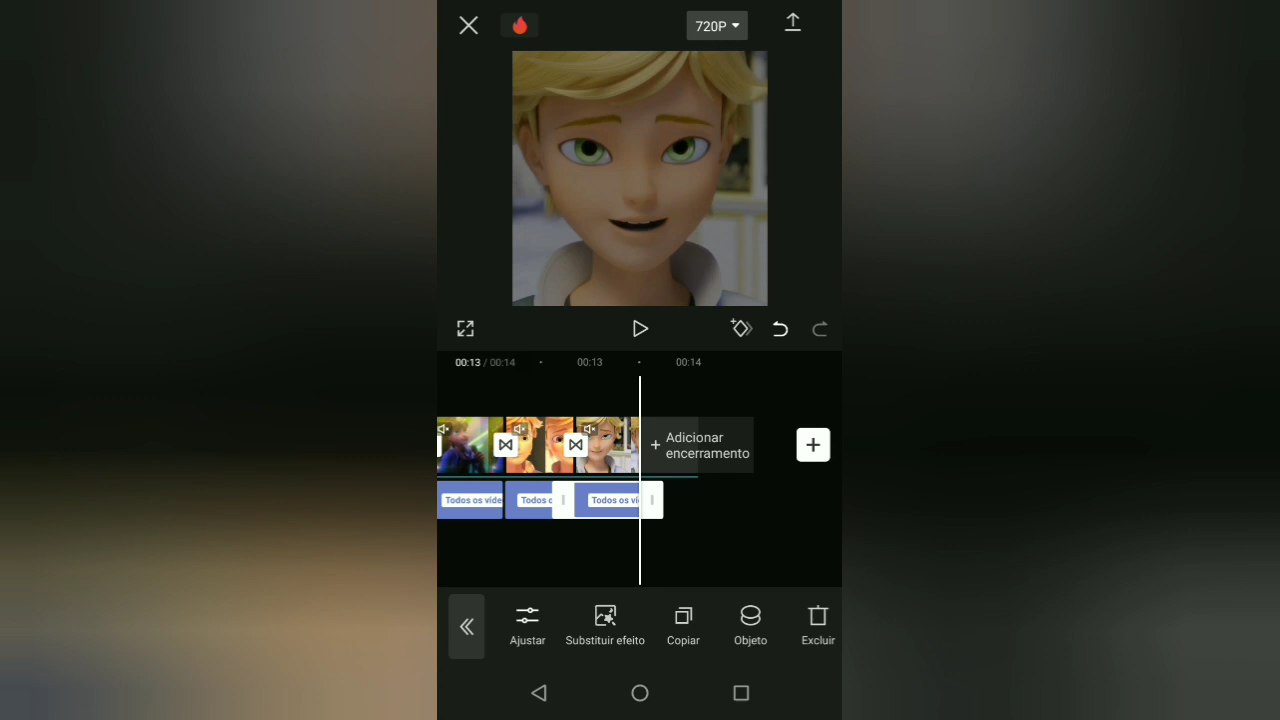 720P
00:13 / 00:14
00:13
00:14
Adicionar
encerramento
Todos os víde
Todos o
Todos os ví
Ajustar
Substituir efeito
Copiar
Objeto
Excluir